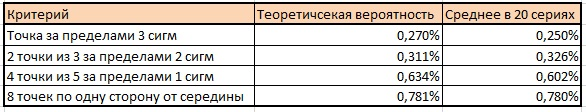 Критерий Теоретичсекая вероятность Среднее в 20 сериях
Точка за пределами 3 сигм 0,270% 0,250%
2 точки из 3 за пределами 2 сигм 0,311% 0,326%
4 точки из 5 за пределами 1 сигм 0,634% 0,602%
8 точек по одну сторону от середины 0,781% 0,780%